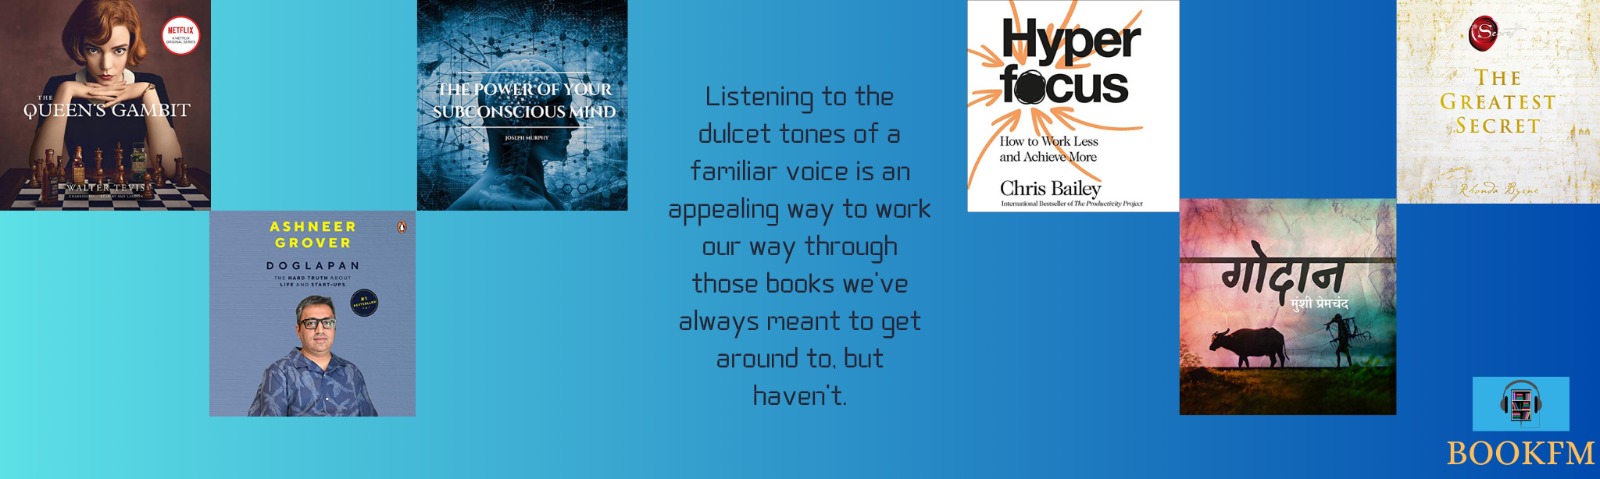 NETFLIX
A NETFLIX
ORIGINAL SERIES
THE
QUEEN'S GAMBIT
WALTER TEVIS
THE POWER OF YOUR
SUBCONSCIOUS MIND
JOSEPH MURPHY
ASHNEER
GROVER
DOGLAPAN
THE HARD TRUTH ABOUT
LIFE AND START-UPS
#1
BESTSELLER
Listening to the
dulcet tones of a
familiar voice is an
appealing way to work
our way through
those books we've
always meant to get
around to, but
haven't.
Hyper
focus
How to Work Less
and Achieve More
Chris Bailey
International Bestseller of The Productivity Project
गोदान
मुंशी प्रेमचंद
Secret
THE
GREATEST
SECRET
Rhonda Byrne
BOOKFM